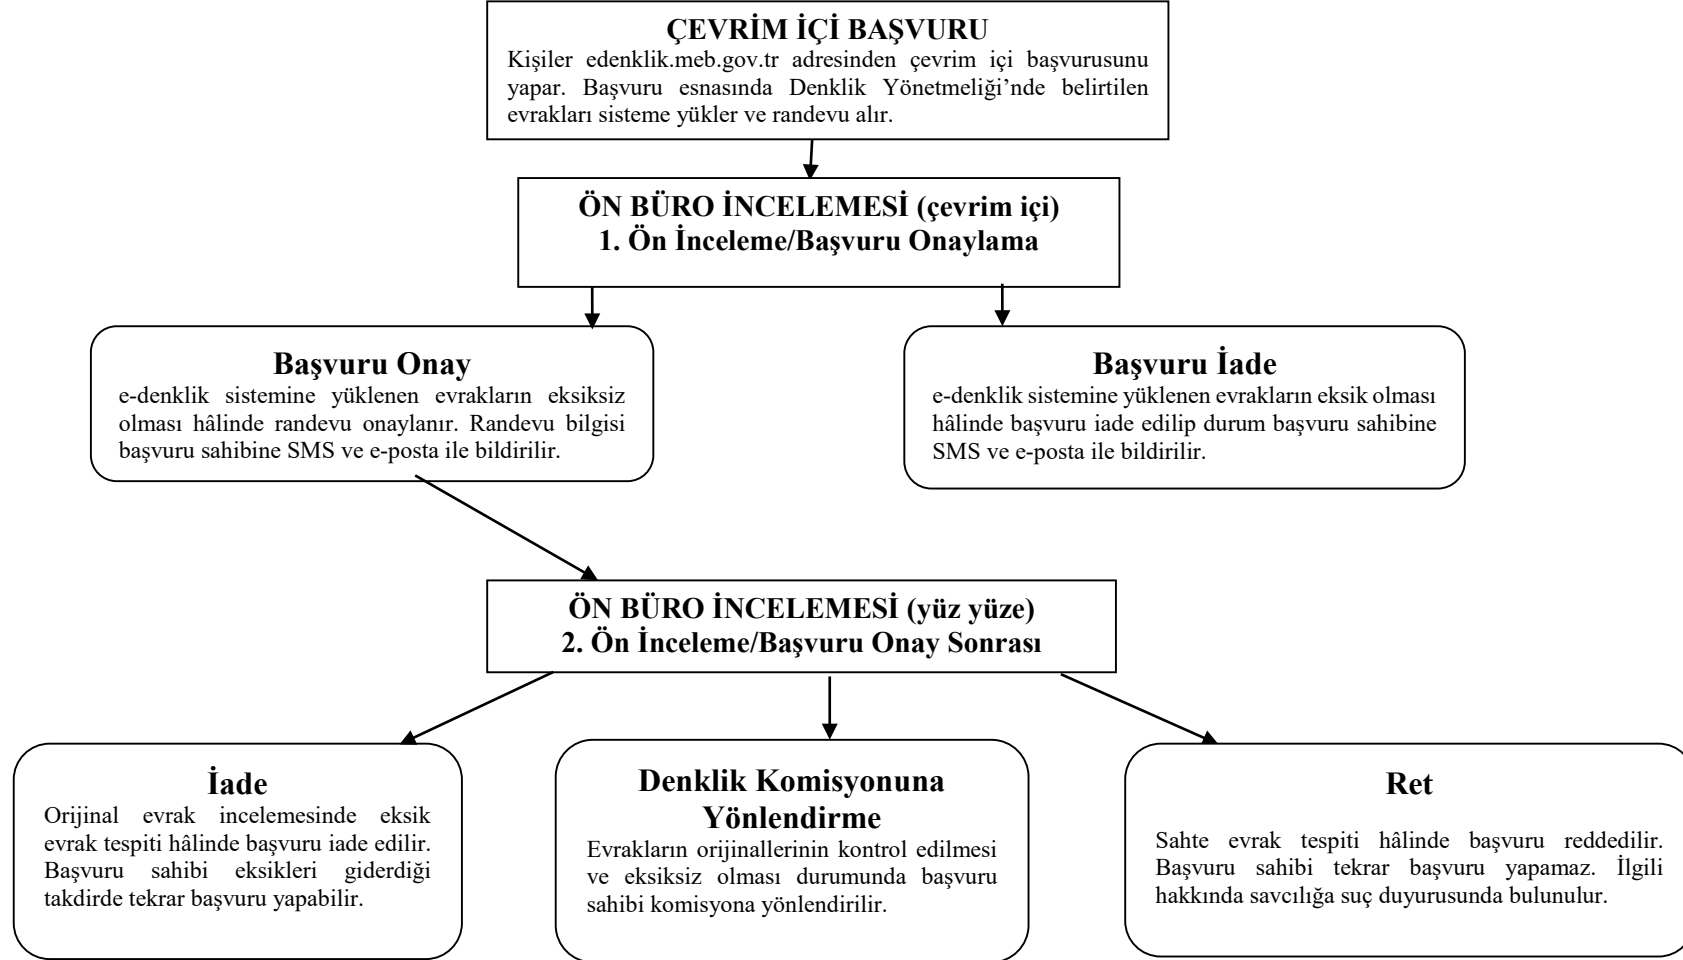 ÇEVRİM İÇİ BAŞVURU
Kişiler edenklik.meb.gov.tr adresinden çevrim içi başvurusunu
yapar. Başvuru esnasında Denklik Yönetmeliği’nde belirtilen
evrakları sisteme yükler ve randevu alır.
ÖN BÜRO İNCELEMESİ (çevrim içi)
1. Ön İnceleme/Başvuru Onaylama
Başvuru Onay
e-denklik sistemine yüklenen evrakların eksiksiz
olması hâlinde randevu onaylanır. Randevu bilgisi
başvuru sahibine SMS ve e-posta ile bildirilir.
Başvuru İade
e-denklik sistemine yüklenen evrakların eksik olması
hâlinde başvuru iade edilip durum başvuru sahibine
SMS ve e-posta ile bildirilir.
ÖN BÜRO İNCELEMESİ (yüz yüze)
2. Ön İnceleme/Başvuru Onay Sonrası
İade
Orijinal evrak incelemesinde eksik
evrak tespiti hâlinde başvuru iade edilir.
Başvuru sahibi eksikleri giderdiği
takdirde tekrar başvuru yapabilir.
Denklik Komisyonuna
Yönlendirme
Evrakların orijinallerinin kontrol edilmesi
ve eksiksiz olması durumunda başvuru
sahibi komisyona yönlendirilir.
Ret
Sahte evrak tespiti hâlinde başvuru reddedilir.
Başvuru sahibi tekrar başvuru yapamaz. İlgili
hakkında savcılığa suç duyurusunda bulunulur.